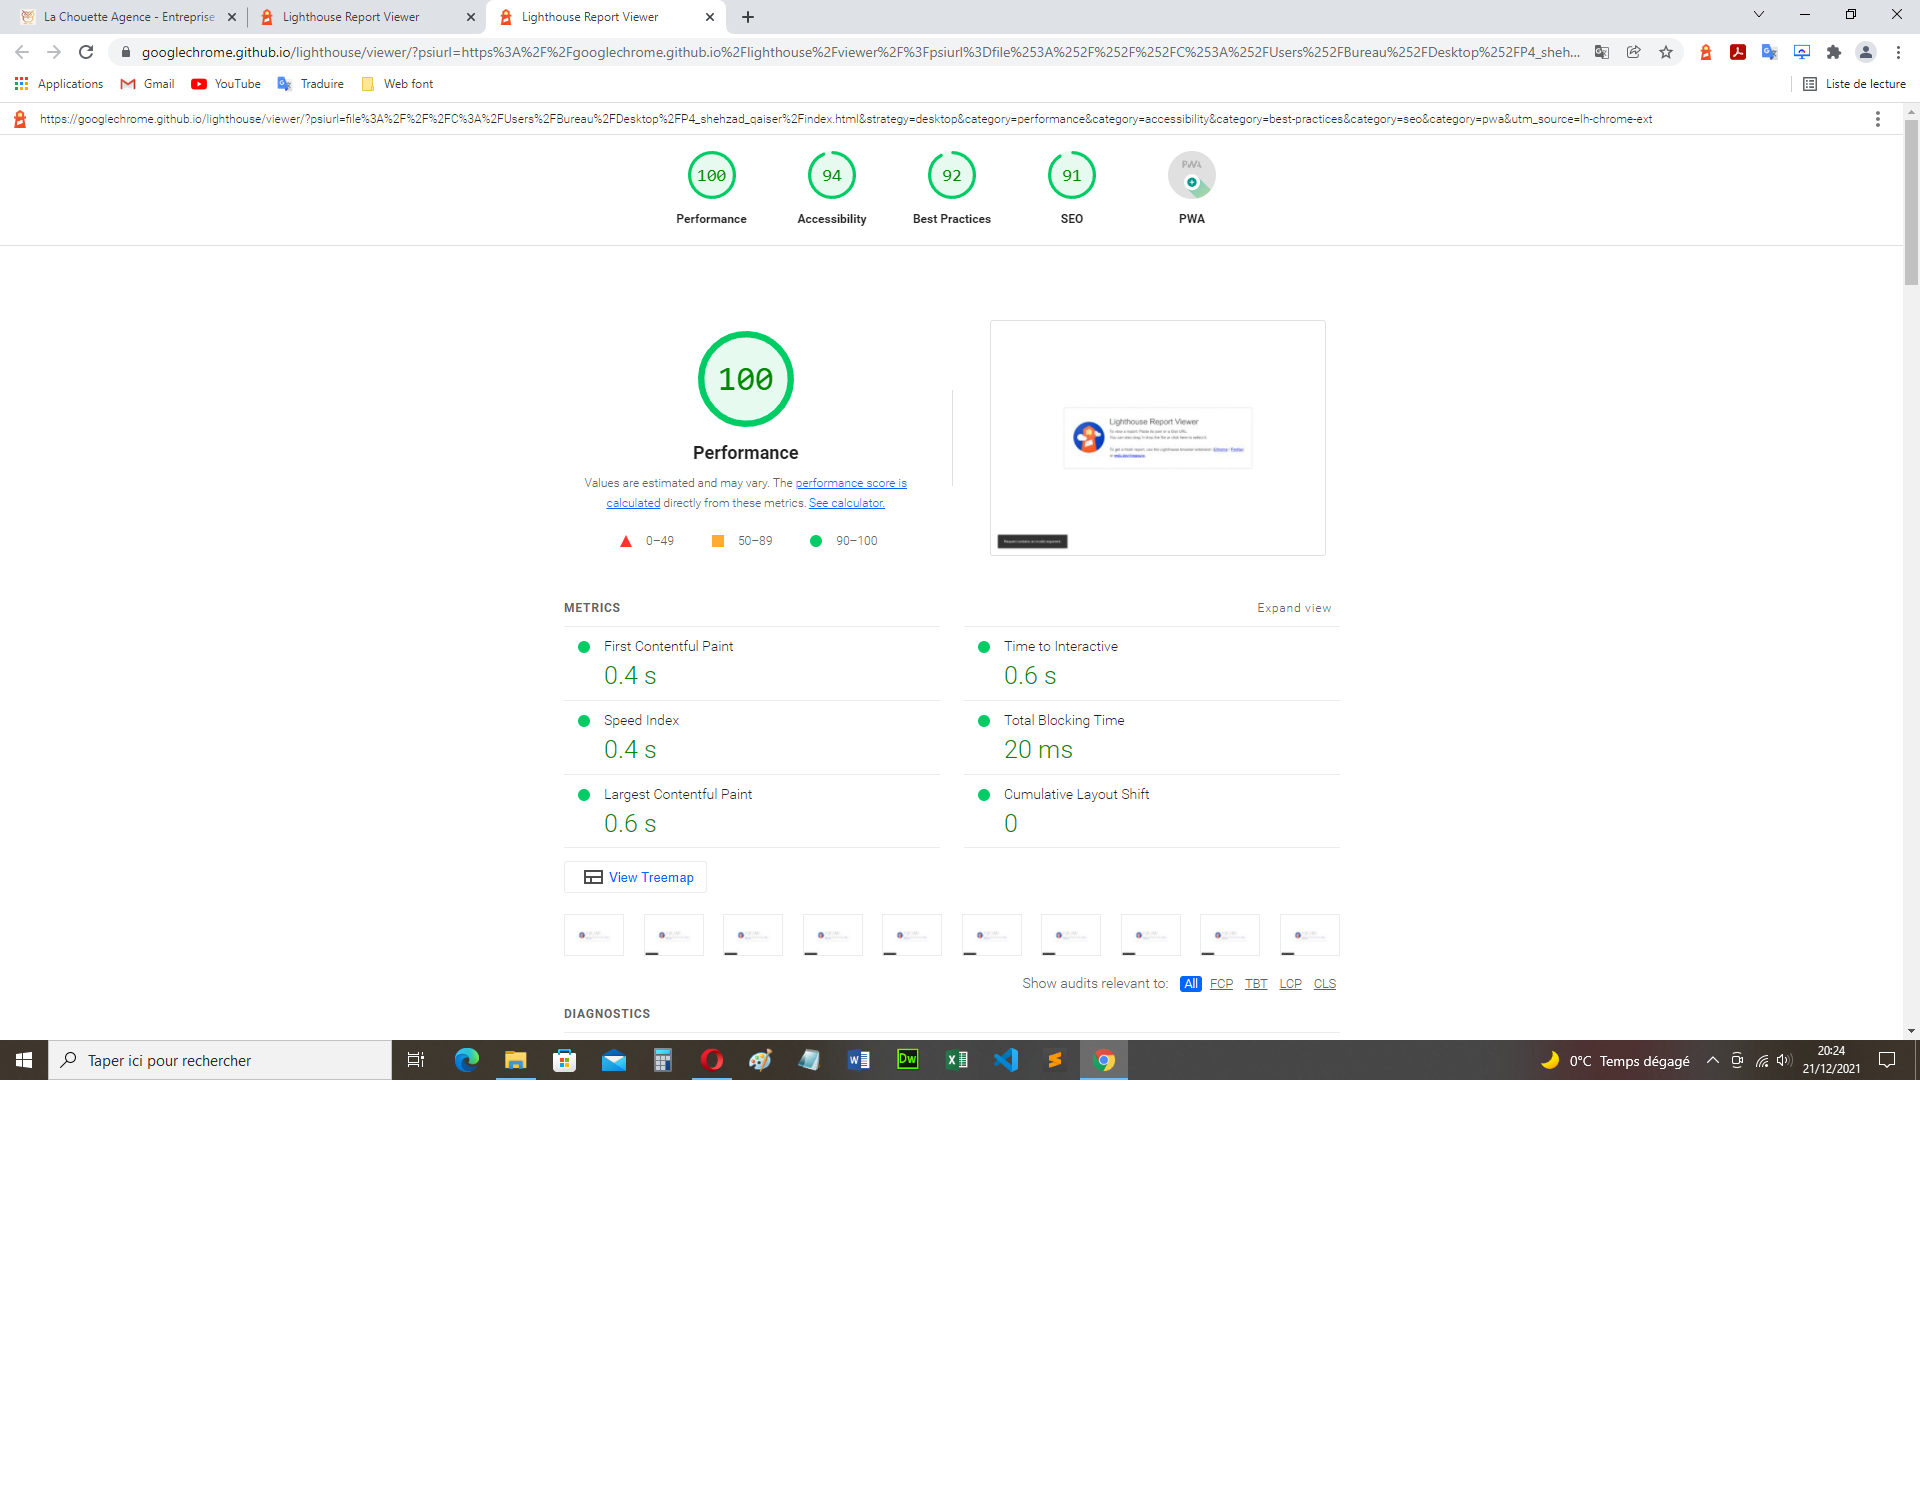 La Chouette Agence - Entreprise
Lighthouse Report Viewer
Lighthouse Report Viewer
googlechrome.github.io/lighthouse/viewer/?psiurl=https%3A%2F%2Fgooglechrome.github.io%2Flighthouse%2Fviewer%2F%3Fpsiurl%3Dfile%253A%252F%252F%252FC%253A%252FUsers%252FBureau%252FDesktop%252FP4_sheh...
Applications
Gmail
YouTube
Traduire
Web font
Liste de lecture
https://googlechrome.github.io/lighthouse/viewer/?psiurl=file%3A%2F%2F%2FC%3A%2FUsers%2FBureau%2FDesktop%2FP4_shehzad_qaiser%2Findex.html&strategy=desktop&category=performance&category=accessibility&category=best-practices&category=seo&category=pwa&utm_source=lh-chrome-ext
100
94
92
91
PWA
Performance
Accessibility
Best Practices
SEO
PWA
100
Performance
Values are estimated and may vary. The performance score is
calculated directly from these metrics. See calculator.
0–49
50–89
90–100
Lighthouse Report Viewer
METRICS
Expand view
First Contentful Paint
0.4 s
Time to Interactive
0.6 s
Speed Index
0.4 s
Total Blocking Time
20 ms
Largest Contentful Paint
0.6 s
Cumulative Layout Shift
0
View Treemap
Show audits relevant to: All FCP TBT LCP CLS
DIAGNOSTICS
Taper ici pour rechercher
Dw
0°C Temps dégagé
20:24
21/12/2021